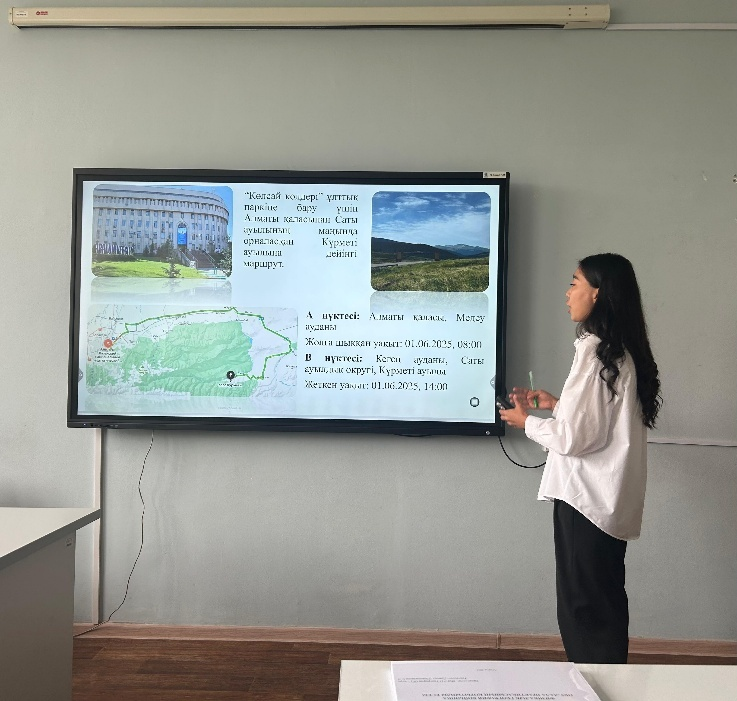 "Көлсай көлдері" ұлттық
паркіне бару үшін
Алматы қаласынан Саты
ауылының маңында
орналасқан Күрметі
ауылына дейінгі
маршрут.
А нүктесі: Алматы қаласы, Медеу
ауданы
Жолға шыққан уақыт: 01.06.2025, 08:00
В нүктесі: Кеген ауданы, Саты
ауылдық округі, Күрметі ауылы
Жеткен уақыт: 01.06.2025, 14:00